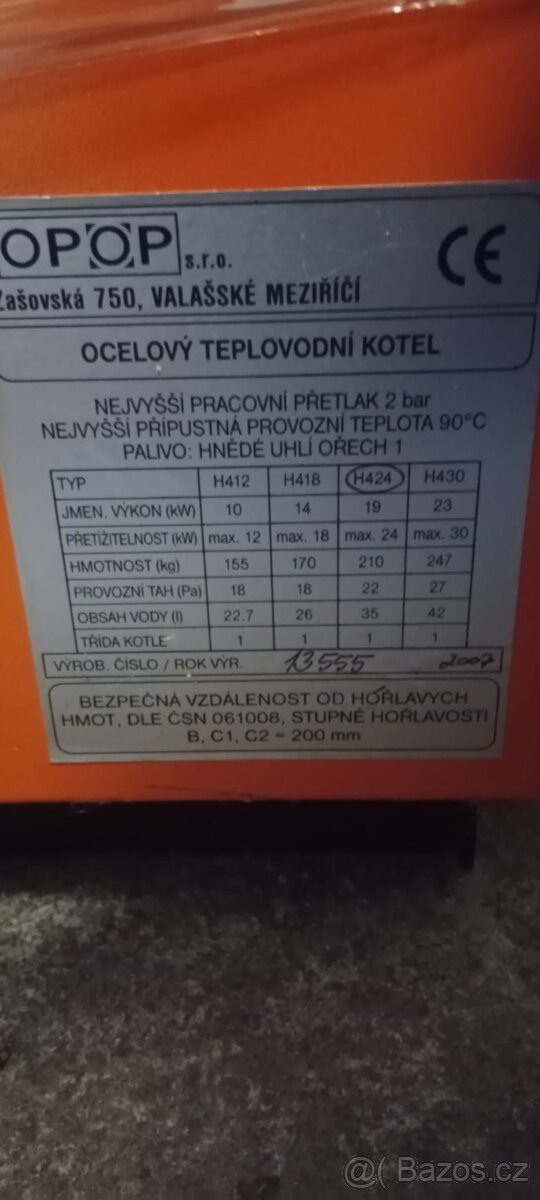 OPOP s.r.o.
Zašovská 750, VALAŠSKÉ MEZIŘÍČÍ
CE
OCELOVÝ TEPLOVODNÍ KOTEL
NEJVYŠŠÍ PRACOVNÍ PŘETLAK 2 bar
NEJVYŠŠÍ PŘÍPUSTNÁ PROVOZNÍ TEPLOTA 90°C
PALIVO: HNĚDÉ UHLÍ OŘECH 1
TYP H412 H418 H424 H430
JMEN. VÝKON (kW) 10 14 19 23
PŘETÍŽITELNOST (kW) max. 12 max. 18 max. 24 max. 30
HMOTNOST (kg) 155 170 210 247
PROVOZNÍ TAH (Pa) 18 18 22 27
OBSAH VODY (l) 22.7 26 35 42
TŘÍDA KOTLE 1 1 1 1
VÝROB. ČÍSLO / ROK VÝR. 13555 2007
BEZPEČNÁ VZDÁLENOST OD HOŘLAVÝCH
HMOT, DLE ČSN 061008, STUPNĚ HOŘLAVOSTI
B, C1, C2 = 200 mm
@( Bazos.cz